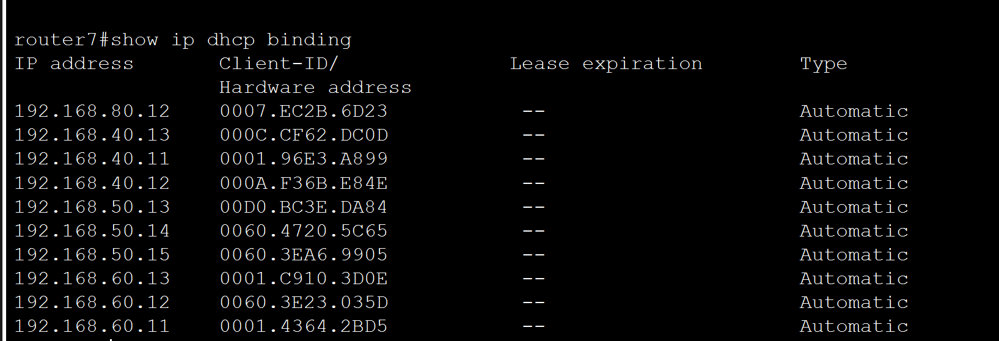 router7#show ip dhcp binding
IP address Client-ID/ Lease expiration Type
Hardware address
192.168.80.12 0007.EC2B.6D23 -- Automatic
192.168.40.13 000C.CF62.DC0D -- Automatic
192.168.40.11 0001.96E3.A899 -- Automatic
192.168.40.12 000A.F36B.E84E -- Automatic
192.168.50.13 00D0.BC3E.DA84 -- Automatic
192.168.50.14 0060.4720.5C65 -- Automatic
192.168.50.15 0060.3EA6.9905 -- Automatic
192.168.60.13 0001.C910.3D0E -- Automatic
192.168.60.12 0060.3E23.035D -- Automatic
192.168.60.11 0001.4364.2BD5 -- Automatic